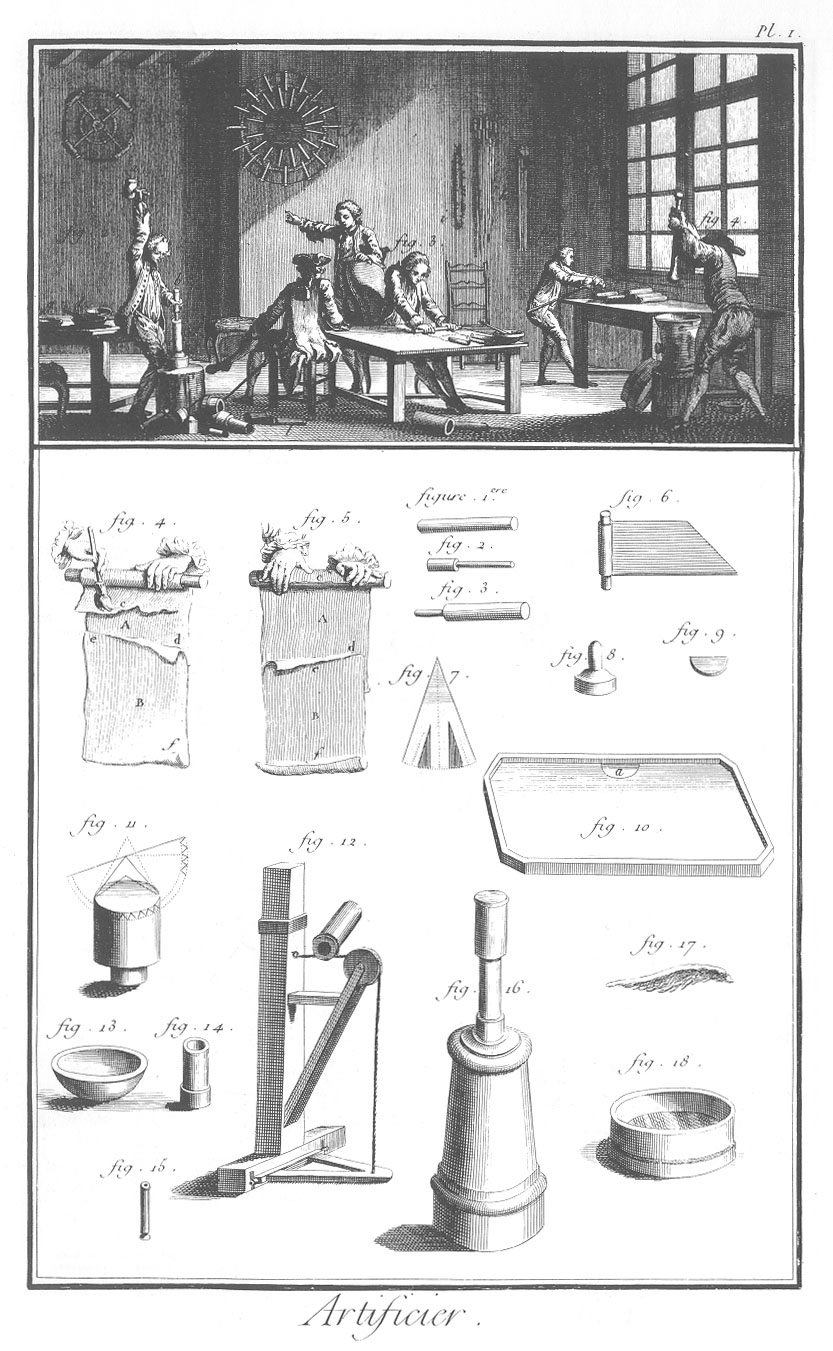 Pl. 1.
fig. 3.
fig. 4.
fig. 4.
fig. 5.
figure. 1.ere
fig. 6.
fig. 2.
fig. 3.
c
A
e
d
B
f
c
A
d
e
B
f
fig. 7.
fig. 8.
fig. 9.
a
fig. 10.
fig. 11.
fig. 12.
fig. 13.
fig. 14.
fig. 15.
fig. 16.
fig. 17.
fig. 18.
Artificier.